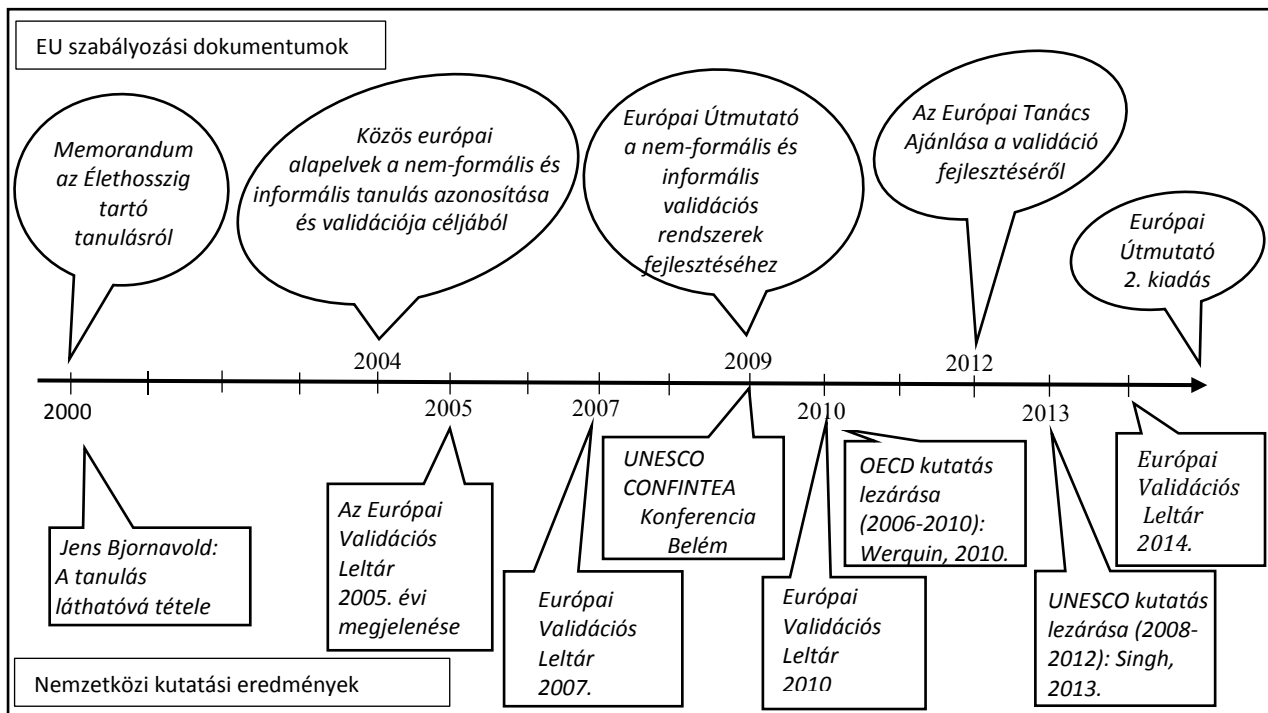 EU szabályozási dokumentumok
Memorandum
az Élethosszig
tartó
tanulásról
Közös európai
alapelvek a nem-formális és
informális tanulás azonosítása
és validációja céljából
Európai Útmutató
a nem-formális és
informális
validációs
rendszerek
fejlesztéséhez
Az Európai Tanács
Ajánlása a validáció
fejlesztéséről
Európai
Útmutató
2. kiadás
2004
2009
2012
2000
2005
2007
2010
2013
Jens Bjornavold:
A tanulás
láthatóvá tétele
Az Európai
Validációs
Leltár
2005. évi
megjelenése
Európai
Validációs
Leltár
2007.
UNESCO
CONFINTEA
Konferencia
Belém
Európai
Validációs
Leltár
2010
OECD kutatás
lezárása
(2006-2010):
Werquin, 2010.
UNESCO kutatás
lezárása (2008-
2012): Singh,
2013.
Európai
Validációs
Leltár
2014.
Nemzetközi kutatási eredmények